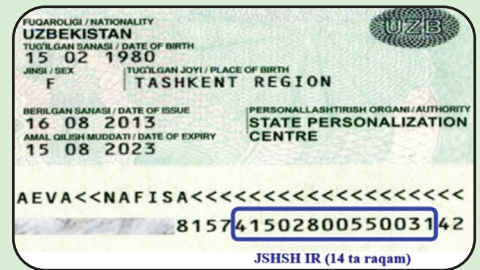 FUQAROLIGI / NATIONALITY
UZBEKISTAN
UZB
TUG'ILGAN SANASI / DATE OF BIRTH
15 02 1980
JINSI / SEX TUG'ILGAN JOYI / PLACE OF BIRTH
F TASHKENT REGION
BERILGAN SANASI / DATE OF ISSUE PERSONALLASHTIRISH ORGANI / AUTHORITY
16 08 2013 STATE PERSONALIZATION
AMAL QILISH MUDDATI / DATE OF EXPIRY CENTRE
15 08 2023
AEVA<<NAFISA<<<<<<<<<<<<<<<<<<<<<
81574150280055003142
JSHSH IR (14 ta raqam)